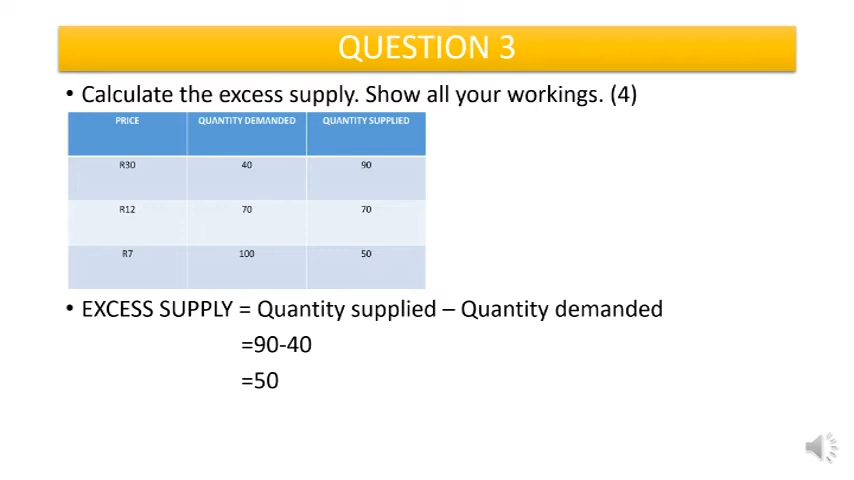 QUESTION 3
• Calculate the excess supply. Show all your workings. (4)
PRICE QUANTITY DEMANDED QUANTITY SUPPLIED
R30 40 90
R12 70 70
R7 100 50
• EXCESS SUPPLY = Quantity supplied – Quantity demanded
=90-40
=50